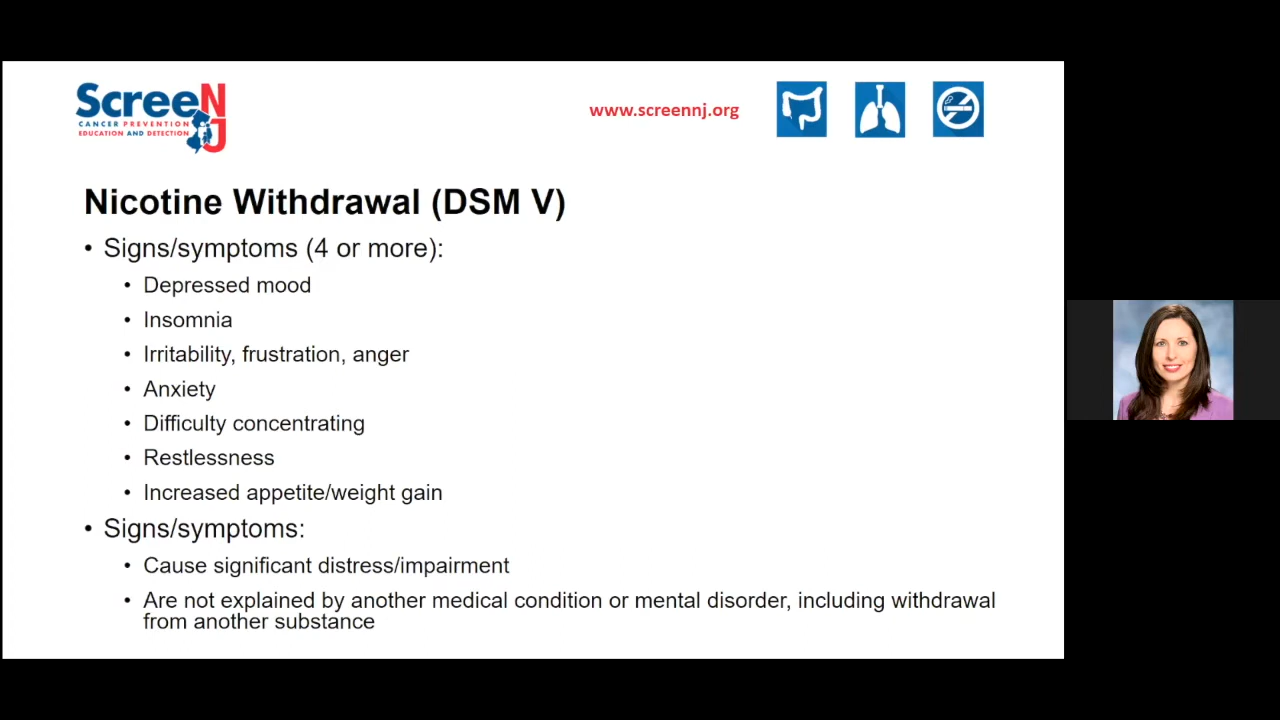 ScreeNJ
CANCER PREVENTION
EDUCATION AND DETECTION
www.screennj.org
Nicotine Withdrawal (DSM V)
• Signs/symptoms (4 or more):
• Depressed mood
• Insomnia
• Irritability, frustration, anger
• Anxiety
• Difficulty concentrating
• Restlessness
• Increased appetite/weight gain
• Signs/symptoms:
• Cause significant distress/impairment
• Are not explained by another medical condition or mental disorder, including withdrawal
from another substance